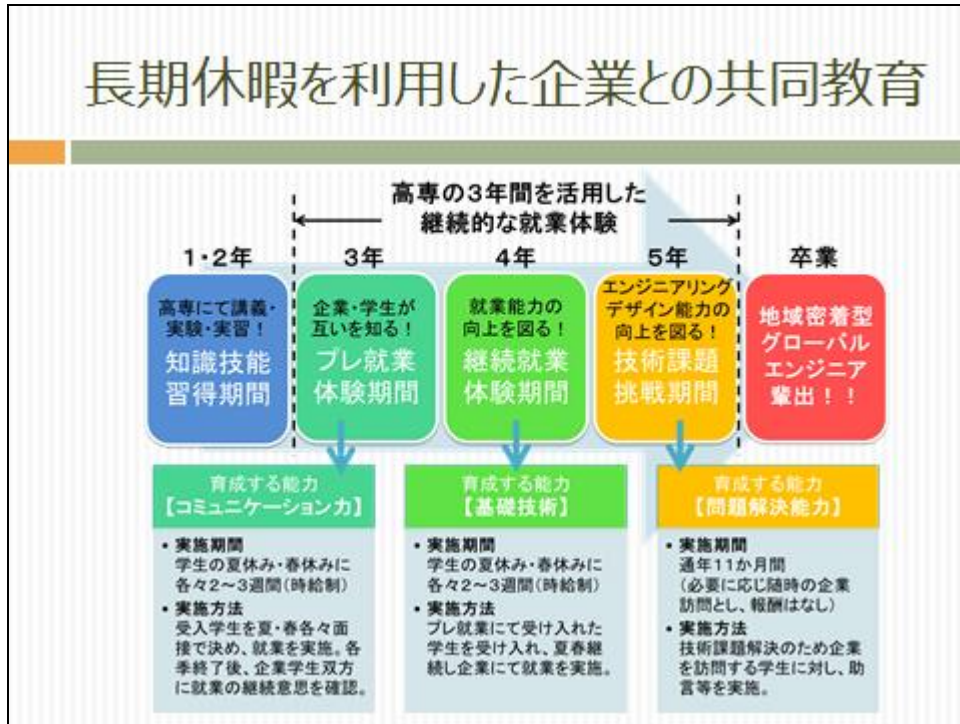 長期休暇を利用した企業との共同教育
高専の3年間を活用した
継続的な就業体験
1・2年
高専にて講義・
実験・実習!
知識技能
習得期間
3年
企業・学生が
互いを知る!
プレ就業
体験期間
4年
就業能力の
向上を図る!
継続就業
体験期間
5年
エンジニアリング
デザイン能力の
向上を図る!
技術課題
挑戦期間
卒業
地域密着型
グローバル
エンジニア
輩出!!
育成する能力
【コミュニケーション力】
• 実施期間
学生の夏休み・春休みに
各々2~3週間(時給制)
• 実施方法
受入学生を夏・春各々面
接で決め、就業を実施。各
季終了後、企業学生双方
に就業の継続意思を確認。
育成する能力
【基礎技術】
• 実施期間
学生の夏休み・春休みに
各々2~3週間(時給制)
• 実施方法
プレ就業にて受け入れた
学生を受け入れ、夏春継
続し企業にて就業を実施。
育成する能力
【問題解決能力】
• 実施期間
通年11か月間
(必要に応じ随時の企業
訪問とし、報酬はなし)
• 実施方法
技術課題解決のため企業
を訪問する学生に対し、助
言等を実施。